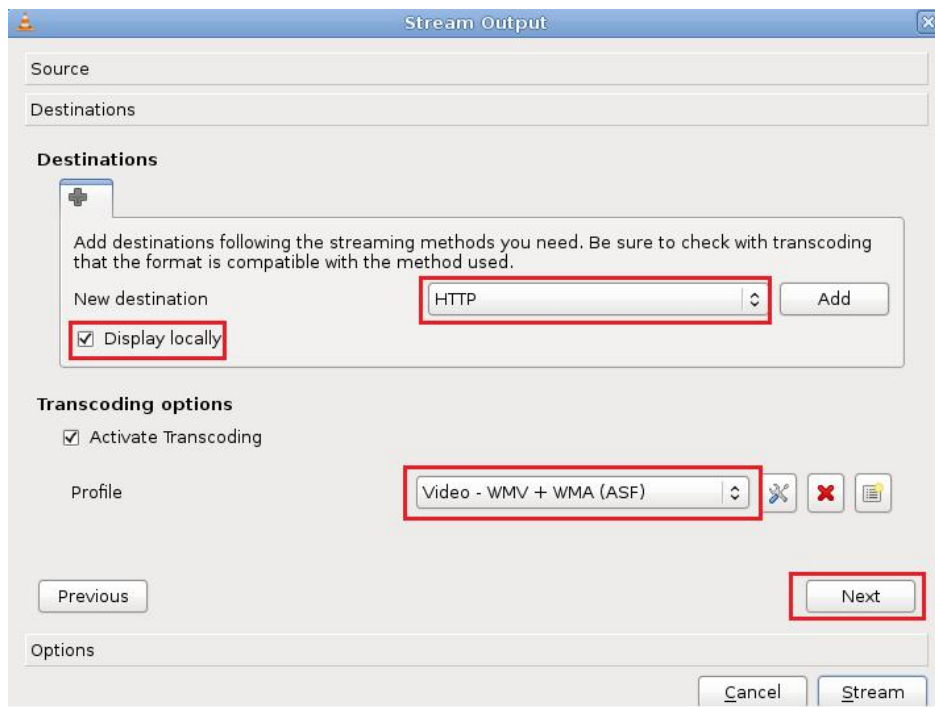 Stream Output
Source
Destinations
Destinations
Add destinations following the streaming methods you need. Be sure to check with transcoding
that the format is compatible with the method used.
New destination HTTP Add
Display locally
Transcoding options
Activate Transcoding
Profile Video - WMV + WMA (ASF)
Previous Next
Options
Cancel Stream